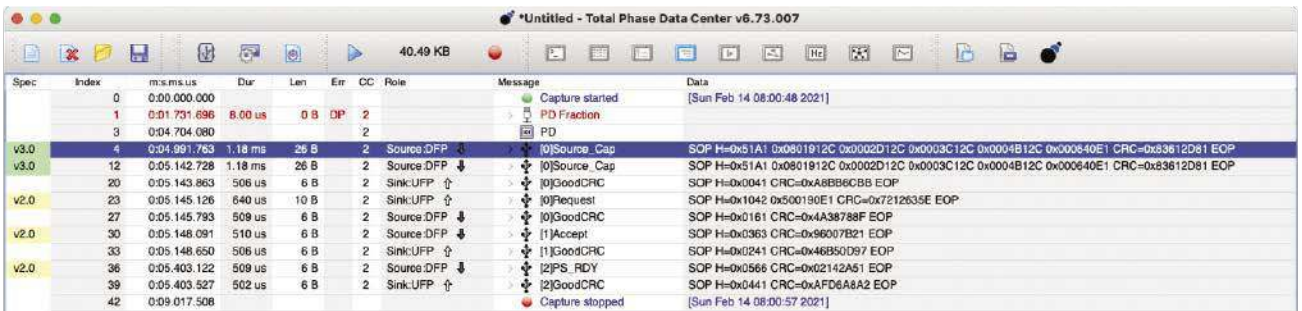 *Untitled - Total Phase Data Center v6.73.007
40.49 KB
Spec Index m:s.ms.us Dur Len Err CC Role Message Data
0 0:00.000.000 Capture started [Sun Feb 14 08:00:48 2021]
1 0:01.731.696 8.00 us 0 B DP 2 PD Fraction
3 0:04.704.080 2 PD
v3.0 4 0:04.991.763 1.18 ms 26 B 2 Source:DFP [0]Source_Cap SOP H=0x51A1 0x0801912C 0x0002D12C 0x0003C12C 0x0004B12C 0x000640E1 CRC=0x83612D81 EOP
v3.0 12 0:05.142.728 1.18 ms 26 B 2 Source:DFP [0]Source_Cap SOP H=0x51A1 0x0801912C 0x0002D12C 0x0003C12C 0x0004B12C 0x000640E1 CRC=0x83612D81 EOP
20 0:05.143.863 506 us 6 B 2 Sink:UFP [0]GoodCRC SOP H=0x0041 CRC=0xA8BB6CBB EOP
v2.0 23 0:05.145.126 640 us 10 B 2 Sink:UFP [0]Request SOP H=0x1042 0x500190E1 CRC=0x7212635E EOP
27 0:05.145.793 509 us 6 B 2 Source:DFP [0]GoodCRC SOP H=0x0161 CRC=0x4A38788F EOP
v2.0 30 0:05.148.091 510 us 6 B 2 Source:DFP [1]Accept SOP H=0x0363 CRC=0x96007B21 EOP
33 0:05.148.650 506 us 6 B 2 Sink:UFP [1]GoodCRC SOP H=0x0241 CRC=0x46B50D97 EOP
v2.0 36 0:05.403.122 509 us 6 B 2 Source:DFP [2]PS_RDY SOP H=0x0566 CRC=0x02142A51 EOP
39 0:05.403.527 502 us 6 B 2 Sink:UFP [2]GoodCRC SOP H=0x0441 CRC=0xAFD6A8A2 EOP
42 0:09.017.508 Capture stopped [Sun Feb 14 08:00:57 2021]